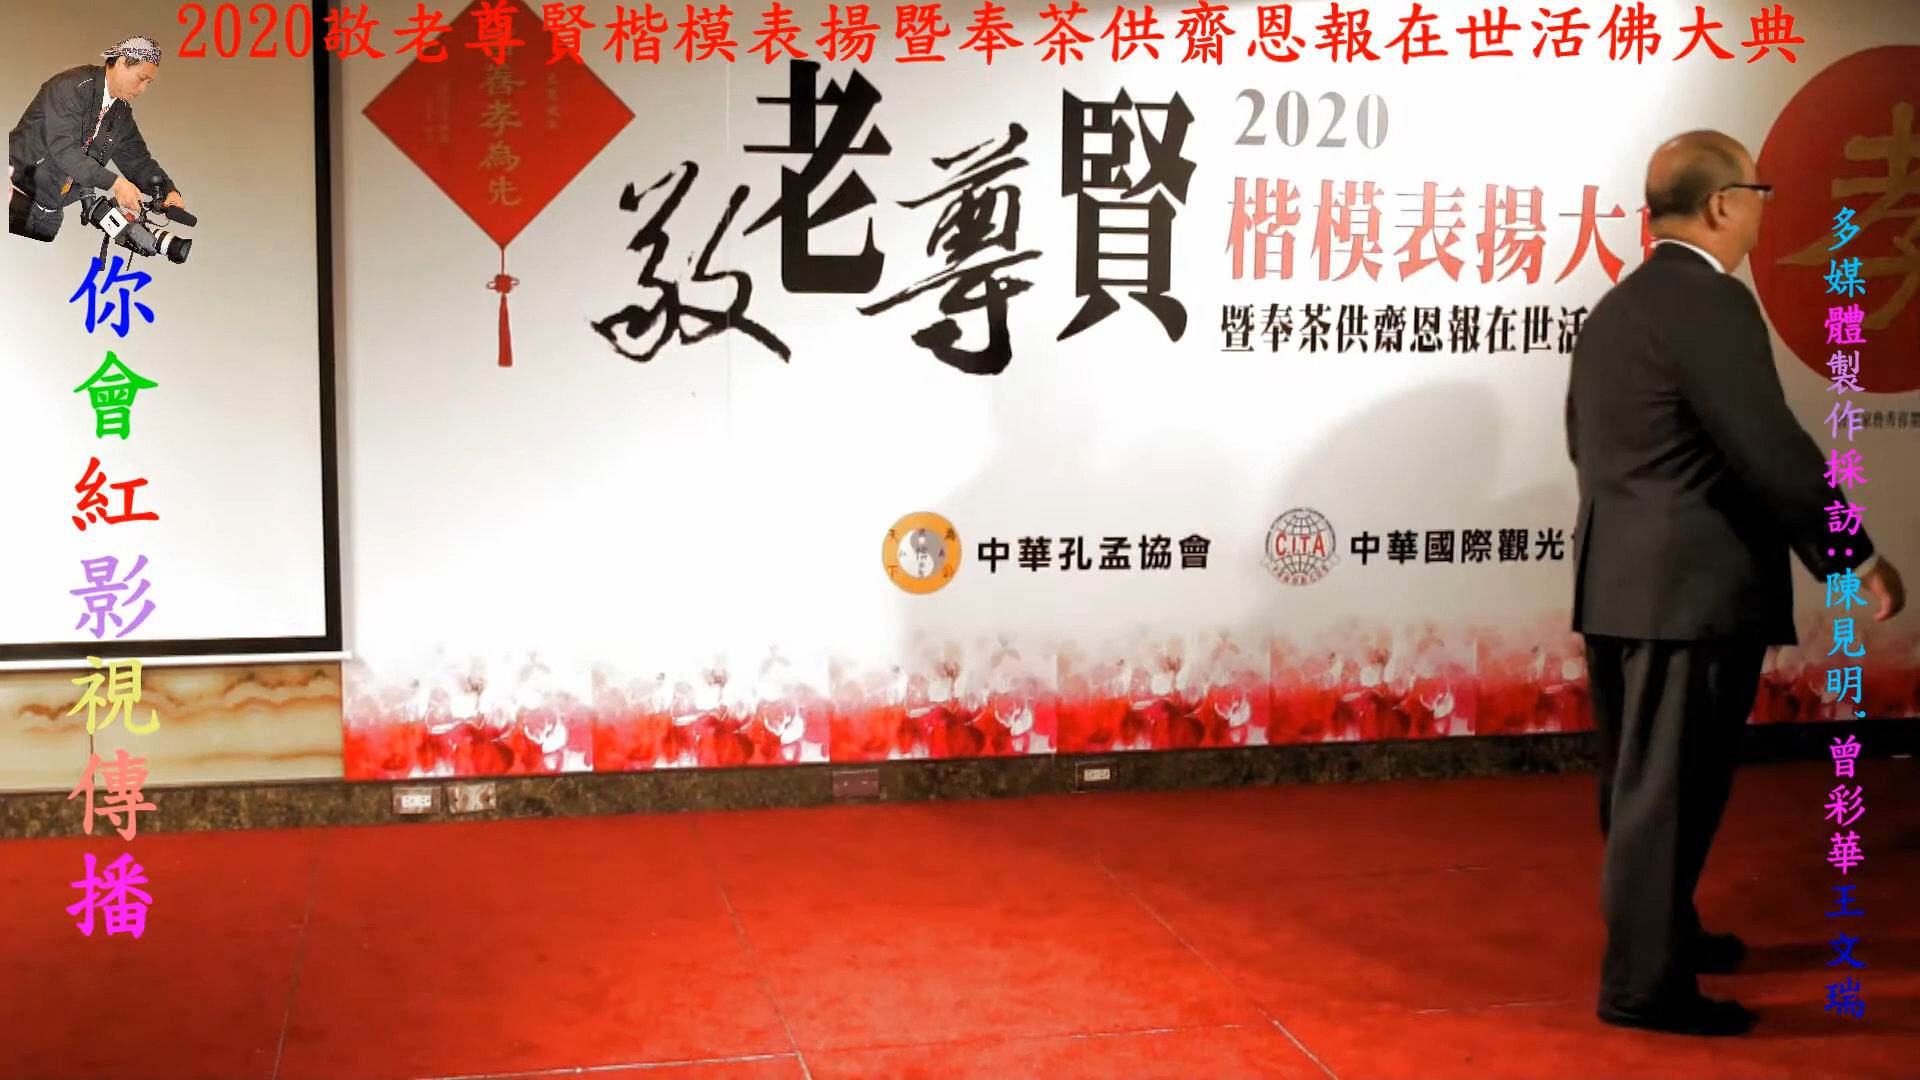 2020敬老尊賢楷模表揚暨奉茶供齋恩報在世活佛大典
善孝為先
敬老尊賢
2020
楷模表揚大
暨奉茶供齋恩報在世活
孝
中華孔孟協會
CITA
中華國際觀光
你會紅影視傳播
多媒體製作採訪:陳見明,曾彩華王文瑞